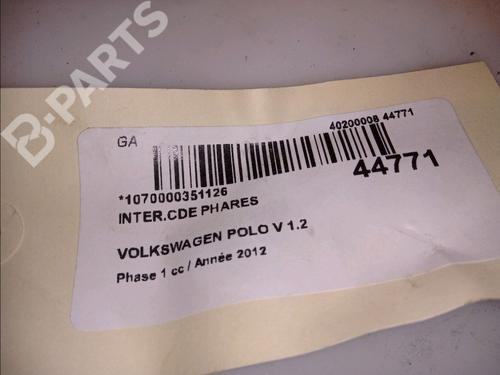 B-PARTS
GA
40200008 44771
44771
*1070000351126
INTER.CDE PHARES
VOLKSWAGEN POLO V 1.2
Phase 1 cc / Année 2012